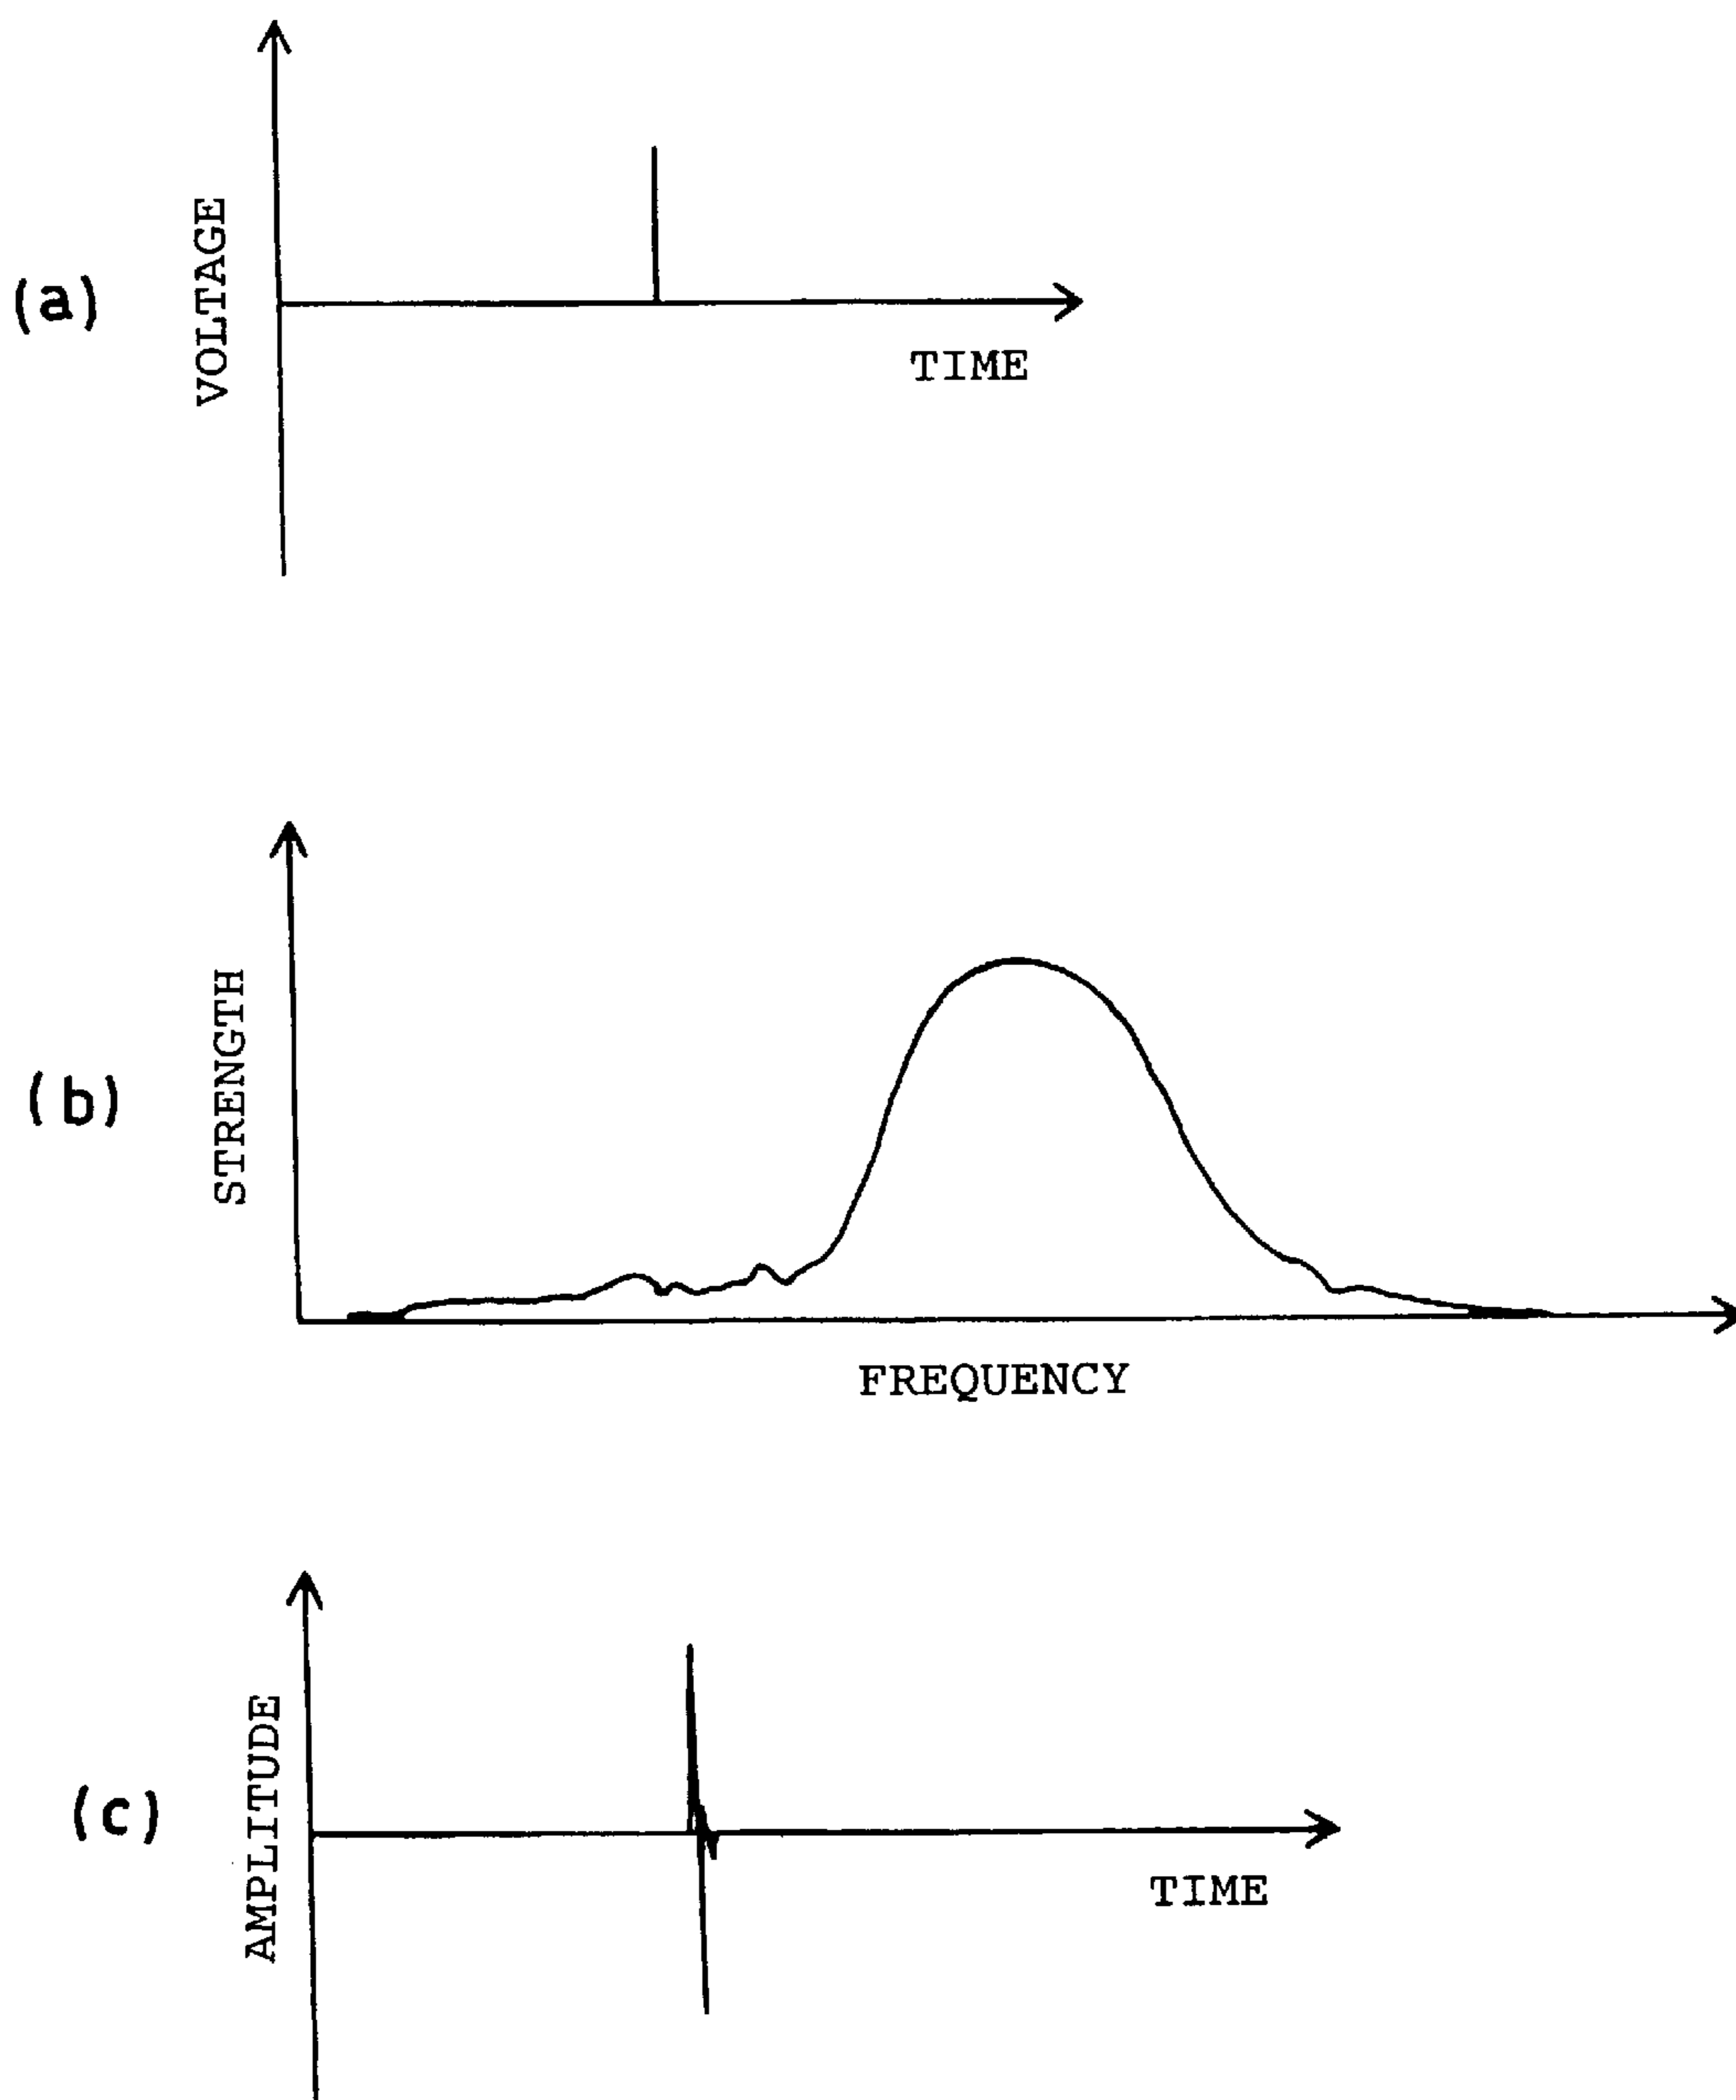 (a)
VOLTAGE
TIME
(b)
STRENGTH
FREQUENCY
(c)
AMPLITUDE
TIME